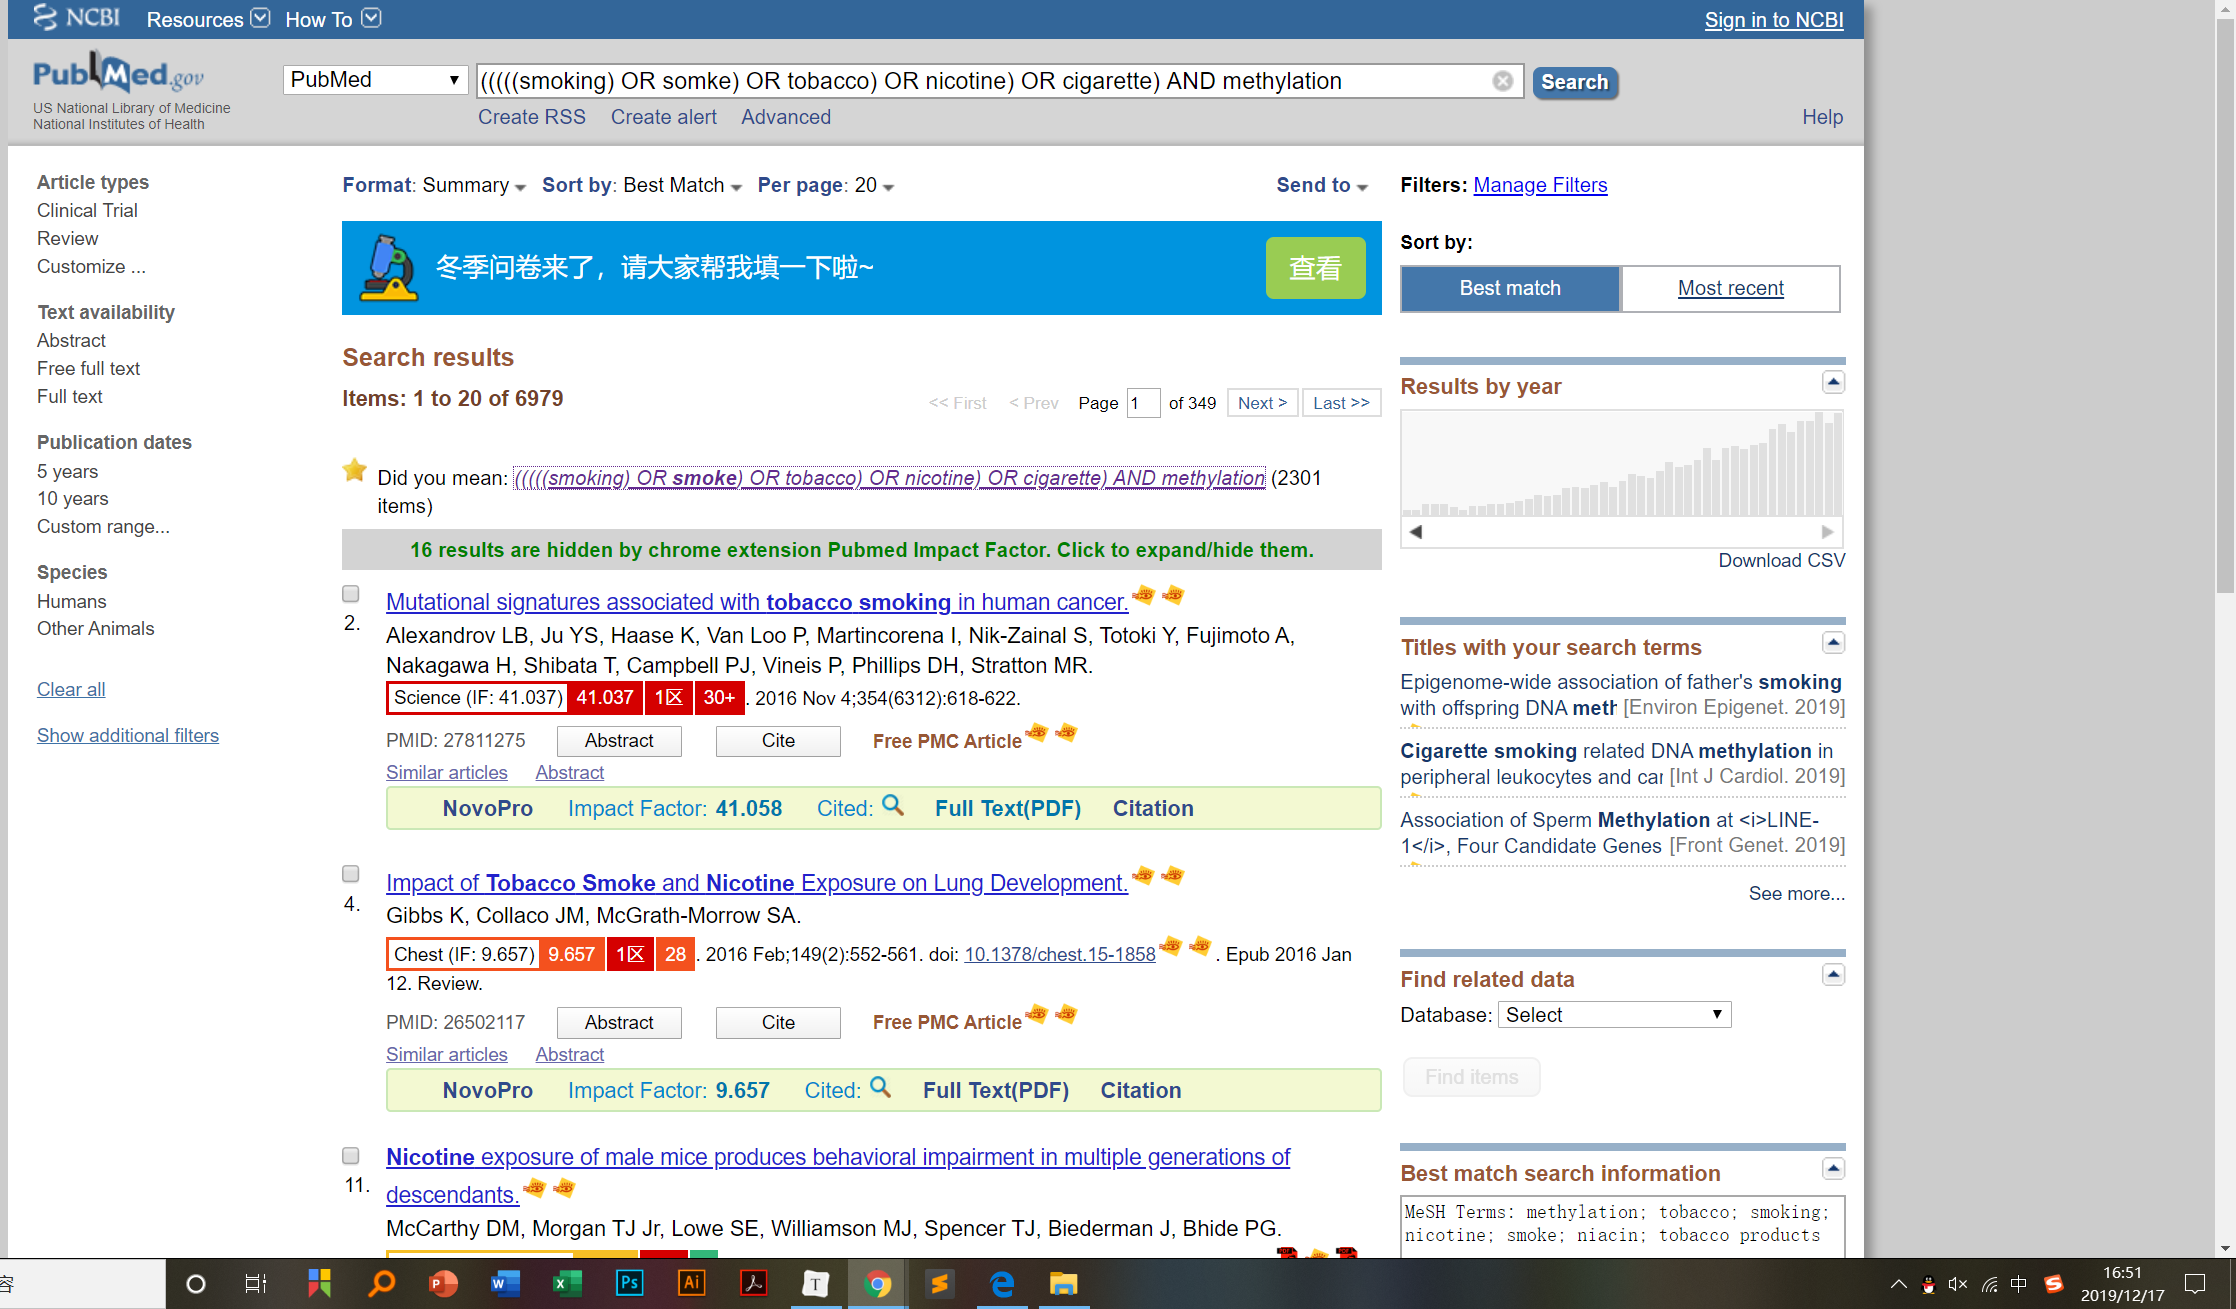 NCBI Resources How To Sign in to NCBI
PubMed.gov
US National Library of Medicine
National Institutes of Health
PubMed (((((smoking) OR somke) OR tobacco) OR nicotine) OR cigarette) AND methylation Search
Create RSS Create alert Advanced Help
Article types
Clinical Trial
Review
Customize ...
Text availability
Abstract
Free full text
Full text
Publication dates
5 years
10 years
Custom range...
Species
Humans
Other Animals
Clear all
Show additional filters
Format: Summary Sort by: Best Match Per page: 20 Send to
冬季问卷来了，请大家帮我填一下啦~ 查看
Search results
Items: 1 to 20 of 6979
<< First < Prev Page 1 of 349 Next > Last >>
Did you mean: (((((smoking) OR smoke) OR tobacco) OR nicotine) OR cigarette) AND methylation (2301
items)
16 results are hidden by chrome extension Pubmed Impact Factor. Click to expand/hide them.
Mutational signatures associated with tobacco smoking in human cancer.
2.
Alexandrov LB, Ju YS, Haase K, Van Loo P, Martincorena I, Nik-Zainal S, Totoki Y, Fujimoto A,
Nakagawa H, Shibata T, Campbell PJ, Vineis P, Phillips DH, Stratton MR.
Science (IF: 41.037) 41.037 1区 30+ . 2016 Nov 4;354(6312):618-622.
PMID: 27811275 Abstract Cite Free PMC Article
Similar articles Abstract
NovoPro Impact Factor: 41.058 Cited: Full Text(PDF) Citation
Impact of Tobacco Smoke and Nicotine Exposure on Lung Development.
4.
Gibbs K, Collaco JM, McGrath-Morrow SA.
Chest (IF: 9.657) 9.657 1区 28 . 2016 Feb;149(2):552-561. doi: 10.1378/chest.15-1858 . Epub 2016 Jan
12. Review.
PMID: 26502117 Abstract Cite Free PMC Article
Similar articles Abstract
NovoPro Impact Factor: 9.657 Cited: Full Text(PDF) Citation
Nicotine exposure of male mice produces behavioral impairment in multiple generations of
11.
descendants.
McCarthy DM, Morgan TJ Jr, Lowe SE, Williamson MJ, Spencer TJ, Biederman J, Bhide PG.
Filters: Manage Filters
Sort by:
Best match Most recent
Results by year
Download CSV
Titles with your search terms
Epigenome-wide association of father's smoking
with offspring DNA meth [Environ Epigenet. 2019]
Cigarette smoking related DNA methylation in
peripheral leukocytes and car [Int J Cardiol. 2019]
Association of Sperm Methylation at <i>LINE-
1</i>, Four Candidate Genes [Front Genet. 2019]
See more...
Find related data
Database: Select
Find items
Best match search information
MeSH Terms: methylation; tobacco; smoking;
nicotine; smoke; niacin; tobacco products
容
Ps Ai T 中 16:51
2019/12/17